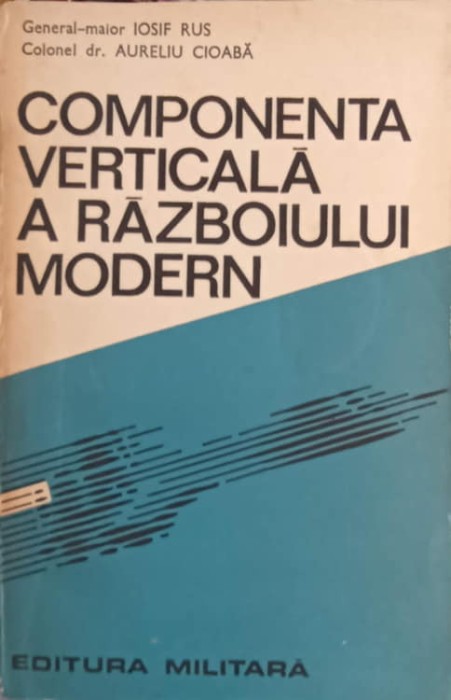 General-maior IOSIF RUS
Colonel dr. AURELIU CIOABĂ
COMPONENTA
VERTICALĂ
A RĂZBOIULUI
MODERN
EDITURA MILITARĂ